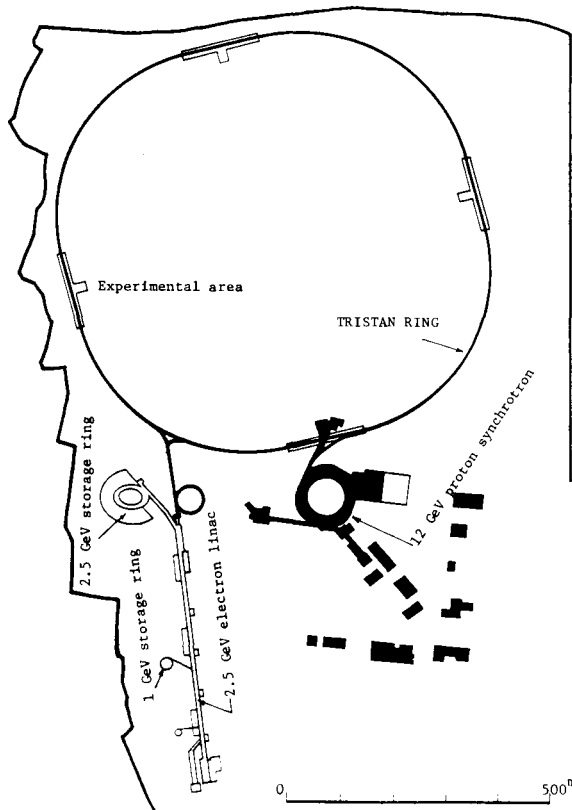 Experimental area
TRISTAN RING
12 GeV proton synchrotron
2.5 GeV storage ring
2.5 GeV electron linac
1 GeV storage ring
0 500m